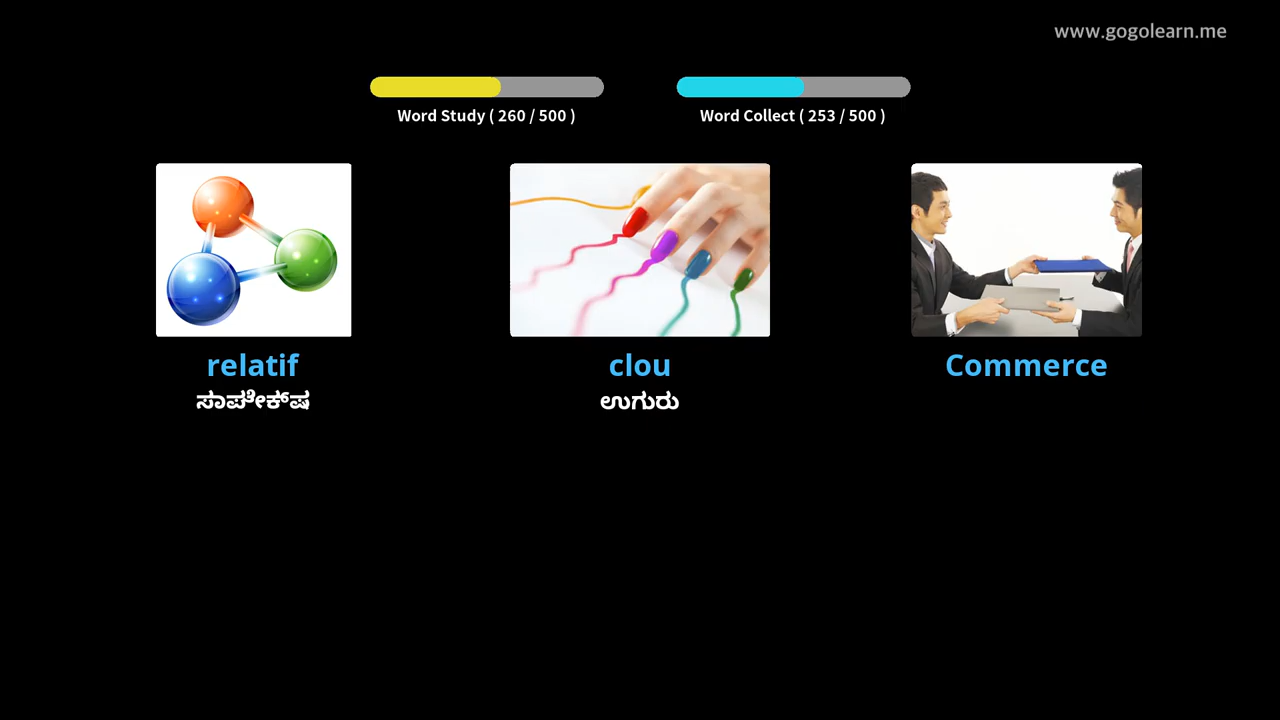 www.gogolearn.me
Word Study ( 260 / 500 )
Word Collect ( 253 / 500 )
relatif
clou
Commerce
ಸಾಪೇಕ್ಷ
ಉಗುರು